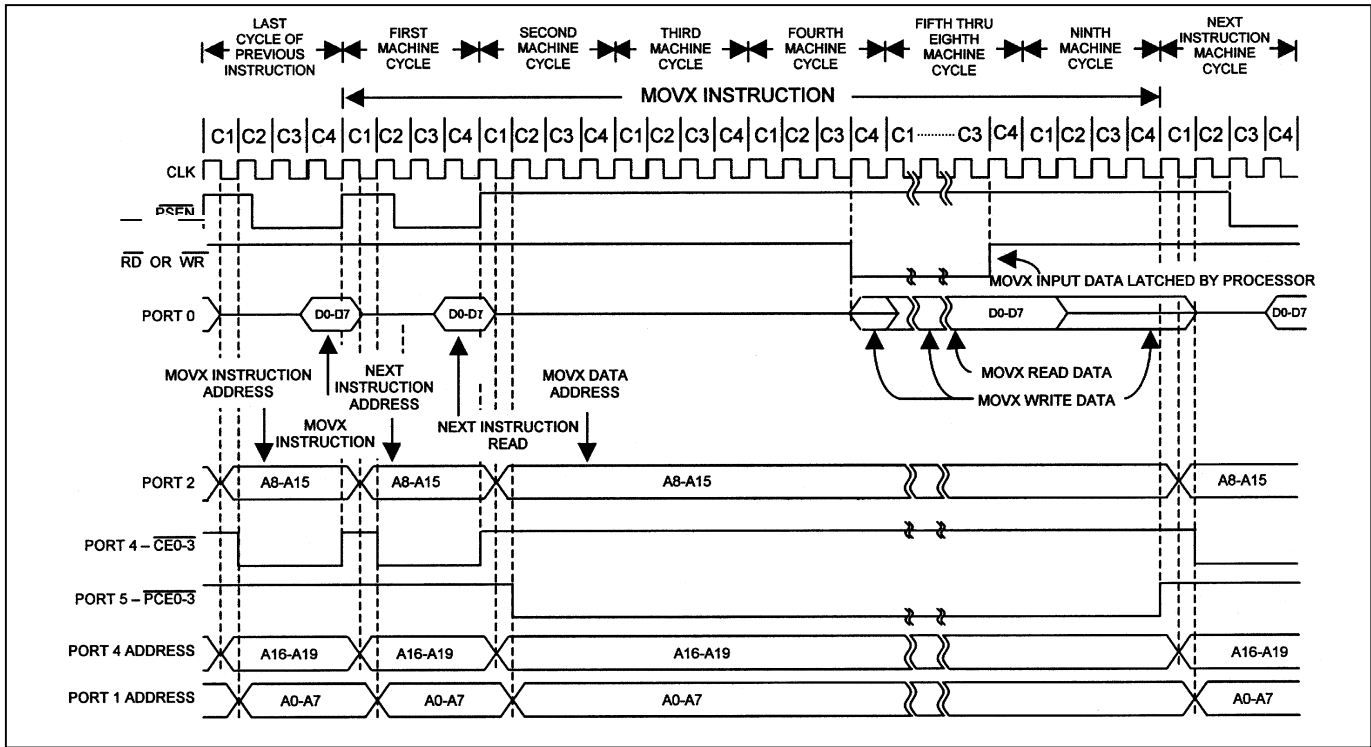 LAST
CYCLE OF
PREVIOUS
INSTRUCTION
FIRST
MACHINE
CYCLE
SECOND
MACHINE
CYCLE
THIRD
MACHINE
CYCLE
FOURTH
MACHINE
CYCLE
FIFTH THRU
EIGHTH
MACHINE
CYCLE
NINTH
MACHINE
CYCLE
NEXT
INSTRUCTION
MACHINE
CYCLE
MOVX INSTRUCTION
C1 C2 C3 C4 C1 C2 C3 C4 C1 C2 C3 C4 C1 C2 C3 C4 C1 C2 C3 C4 C1 ········· C3 C4 C1 C2 C3 C4 C1 C2 C3 C4
CLK
PSEN
RD OR WR
MOVX INPUT DATA LATCHED BY PROCESSOR
PORT 0
D0-D7
D0-D7
D0-D7
D0-D7
MOVX INSTRUCTION
ADDRESS
NEXT
INSTRUCTION
ADDRESS
MOVX DATA
ADDRESS
MOVX READ DATA
MOVX WRITE DATA
MOVX
INSTRUCTION
NEXT INSTRUCTION
READ
PORT 2
A8-A15
A8-A15
A8-A15
A8-A15
PORT 4 – CE0-3
PORT 5 – PCE0-3
PORT 4 ADDRESS
A16-A19
A16-A19
A16-A19
A16-A19
PORT 1 ADDRESS
A0-A7
A0-A7
A0-A7
A0-A7